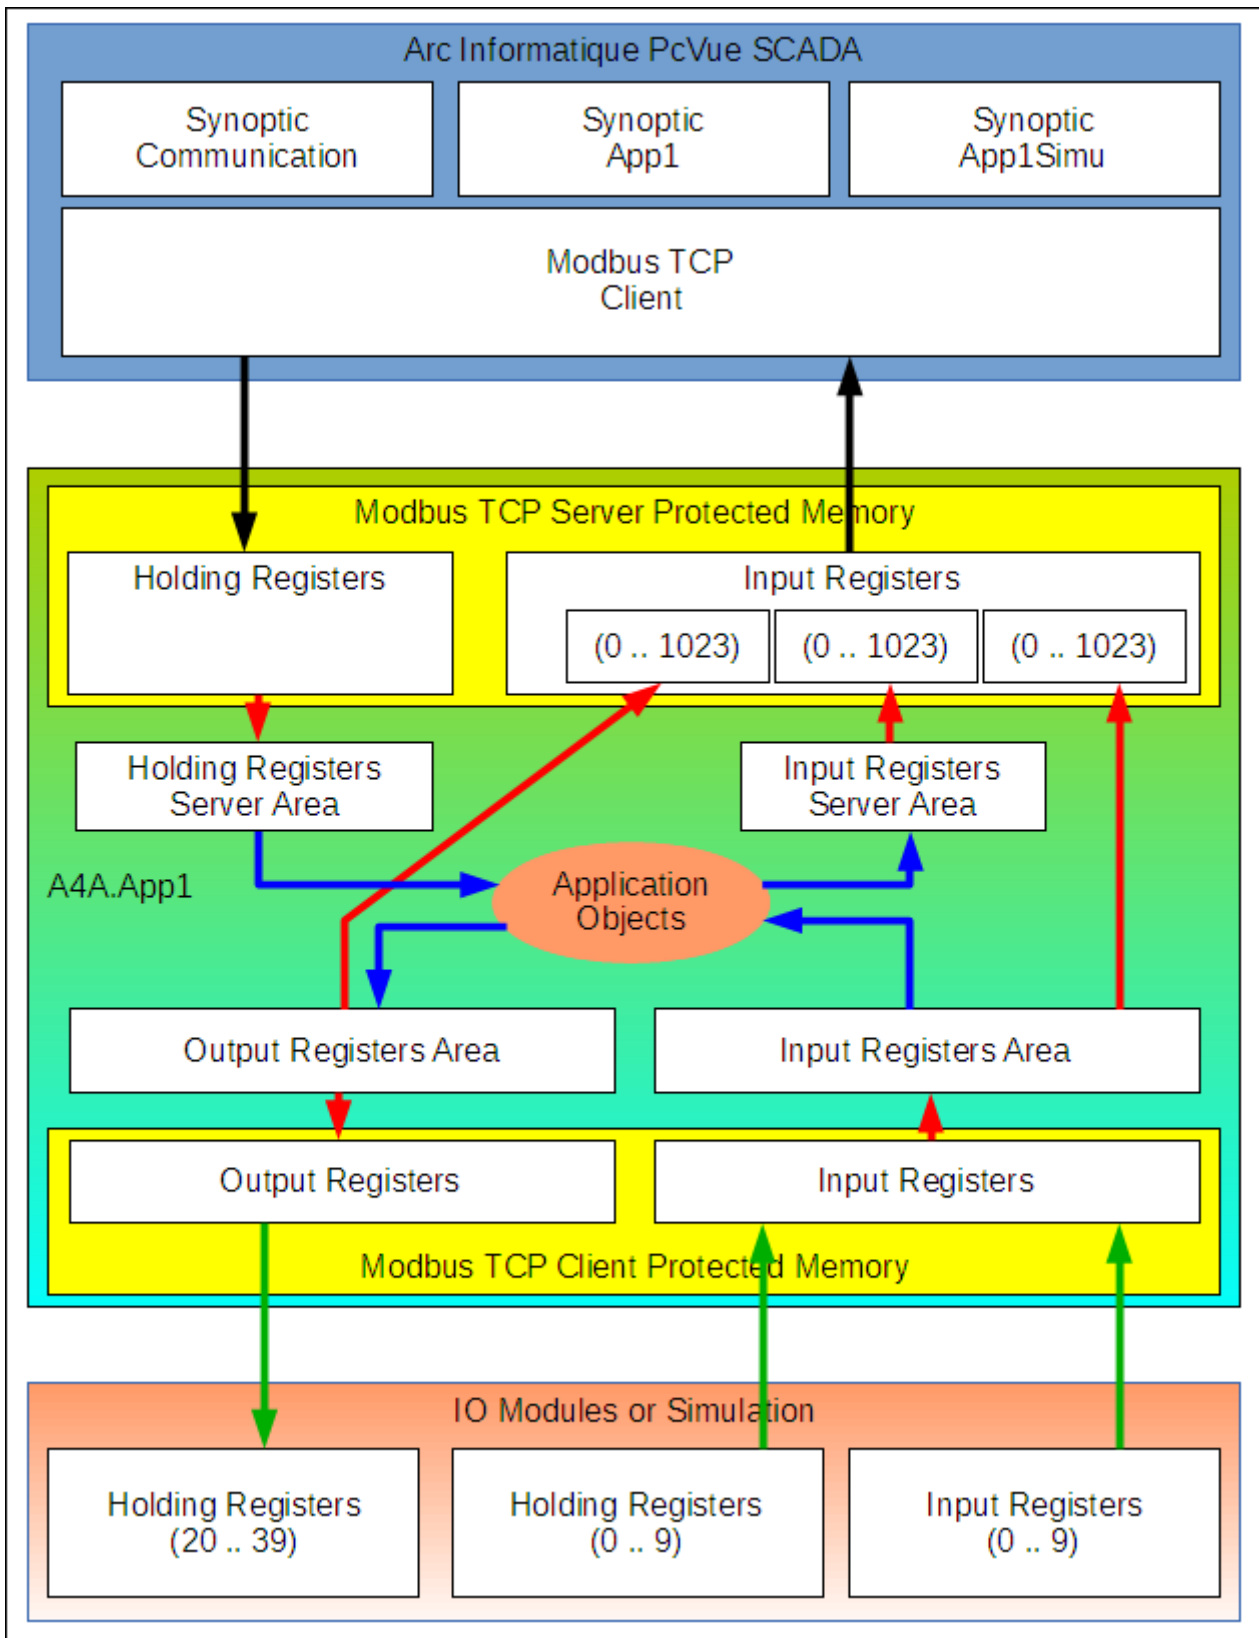 Arc Informatique PcVue SCADA
Synoptic
Communication
Synoptic
App1
Synoptic
App1Simu
Modbus TCP
Client
Modbus TCP Server Protected Memory
Holding Registers
Input Registers
(0 .. 1023)
(0 .. 1023)
(0 .. 1023)
Holding Registers
Server Area
Input Registers
Server Area
A4A.App1
Application
Objects
Output Registers Area
Input Registers Area
Output Registers
Input Registers
Modbus TCP Client Protected Memory
IO Modules or Simulation
Holding Registers
(20 .. 39)
Holding Registers
(0 .. 9)
Input Registers
(0 .. 9)